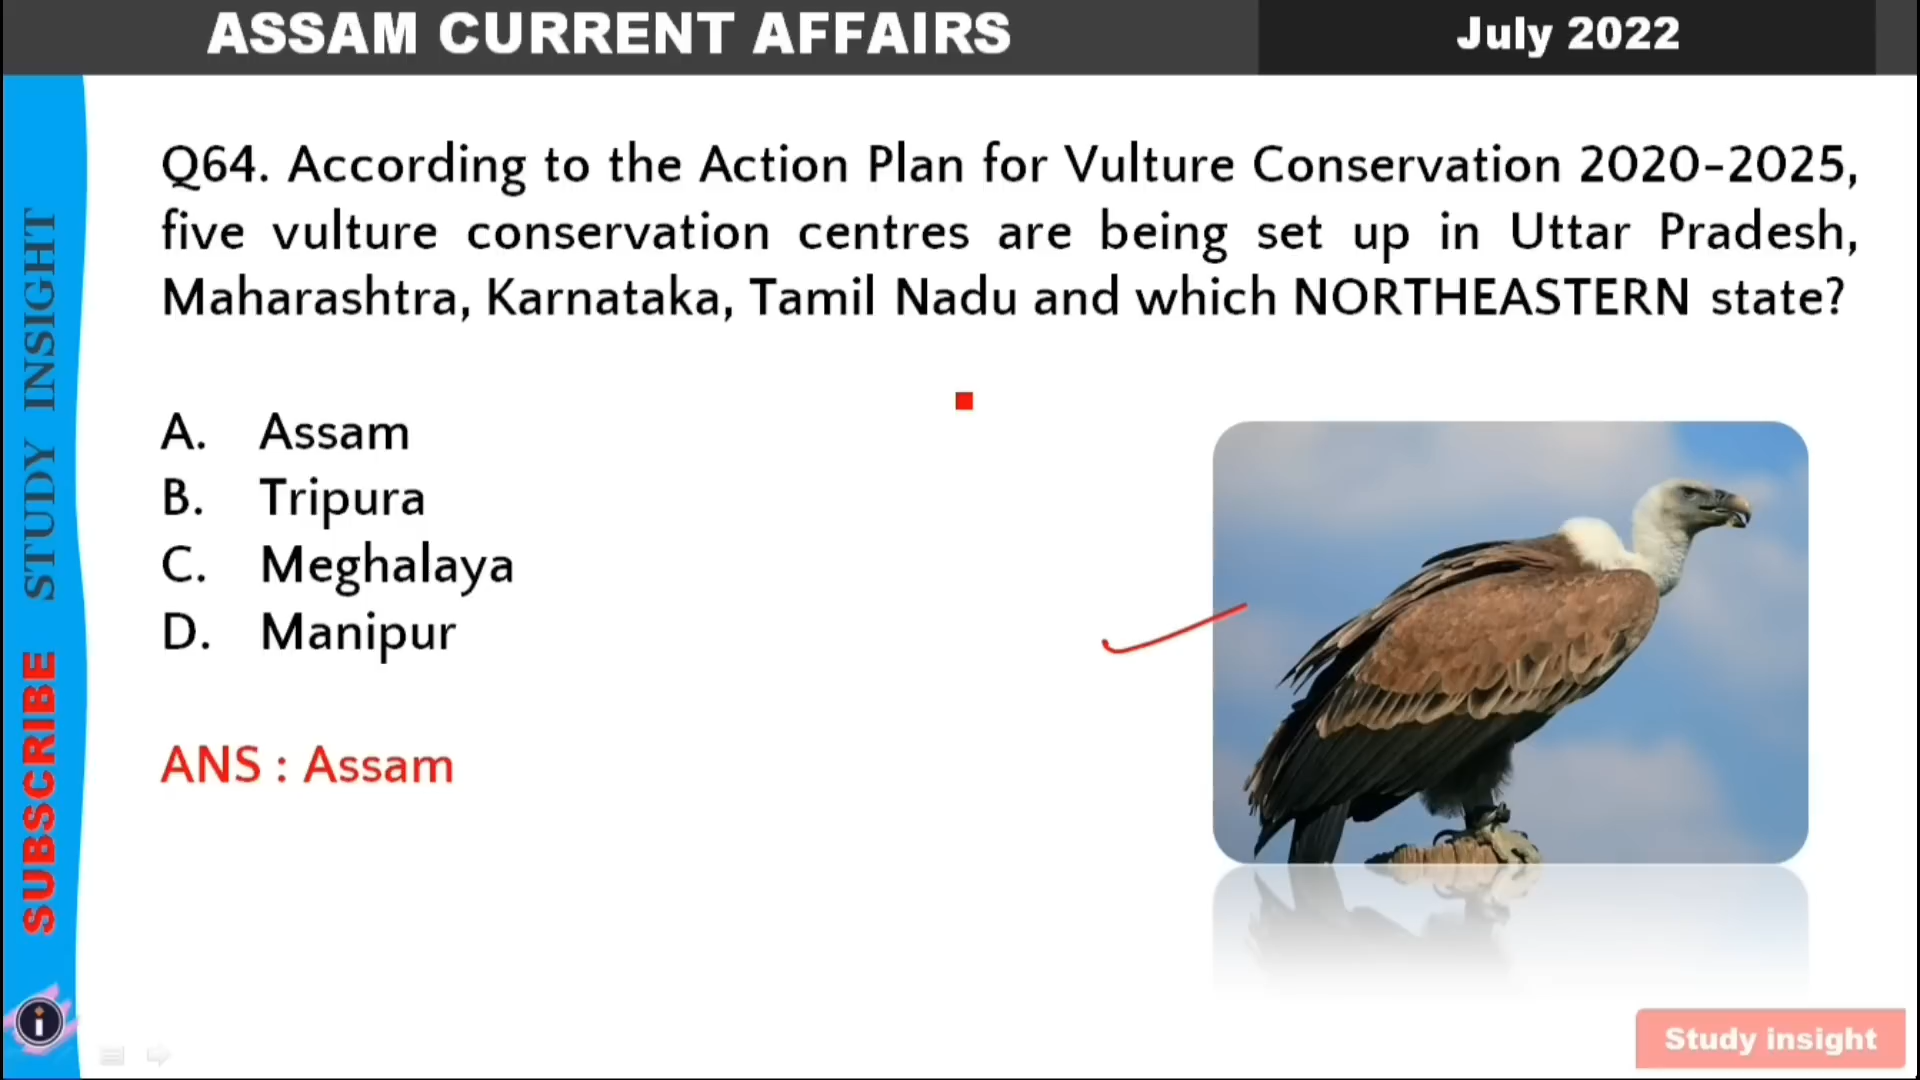 ASSAM CURRENT AFFAIRS
July 2022
Q64. According to the Action Plan for Vulture Conservation 2020-2025,
five vulture conservation centres are being set up in Uttar Pradesh,
Maharashtra, Karnataka, Tamil Nadu and which NORTHEASTERN state?
A. Assam
B. Tripura
C. Meghalaya
D. Manipur
ANS : Assam
SUBSCRIBE STUDY INSIGHT
i
Study insight